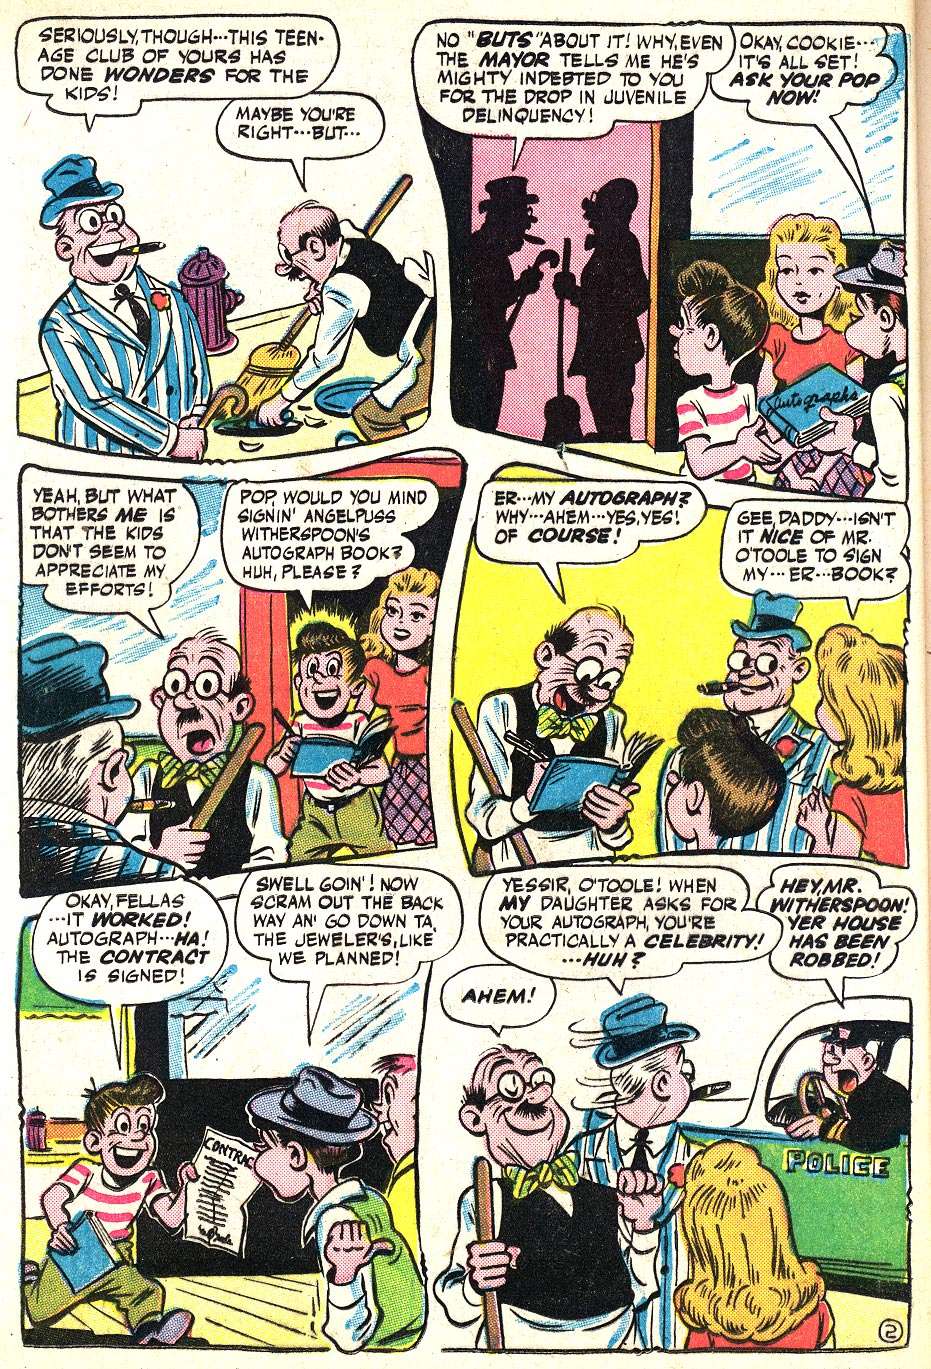 SERIOUSLY, THOUGH---THIS TEEN-
AGE CLUB OF YOURS HAS
DONE WONDERS FOR THE
KIDS!
MAYBE YOU'RE
RIGHT---BUT---
NO "BUTS" ABOUT IT! WHY, EVEN
THE MAYOR TELLS ME HE'S
MIGHTY INDEBTED TO YOU
FOR THE DROP IN JUVENILE
DELINQUENCY!
OKAY, COOKIE---
IT'S ALL SET!
ASK YOUR POP
NOW!
Autographs
YEAH, BUT WHAT
BOTHERS ME IS
THAT THE KIDS
DON'T SEEM TO
APPRECIATE MY
EFFORTS!
POP, WOULD YOU MIND
SIGNIN' ANGELPUSS
WITHERSPOON'S
AUTOGRAPH BOOK?
HUH, PLEASE?
ER---MY AUTOGRAPH?
WHY---AHEM---YES, YES!
OF COURSE!
GEE, DADDY---ISN'T
IT NICE OF MR.
O'TOOLE TO SIGN
MY---ER---BOOK?
OKAY, FELLAS
---IT WORKED!
AUTOGRAPH---HA!
THE CONTRACT
IS SIGNED!
SWELL GOIN'! NOW
SCRAM OUT THE BACK
WAY AN' GO DOWN TA
THE JEWELER'S, LIKE
WE PLANNED!
CONTRAC
YESSIR, O'TOOLE! WHEN
MY DAUGHTER ASKS FOR
YOUR AUTOGRAPH, YOU'RE
PRACTICALLY A CELEBRITY!
---HUH?
AHEM!
HEY, MR.
WITHERSPOON!
YER HOUSE
HAS BEEN
ROBBED!
POLICE
2